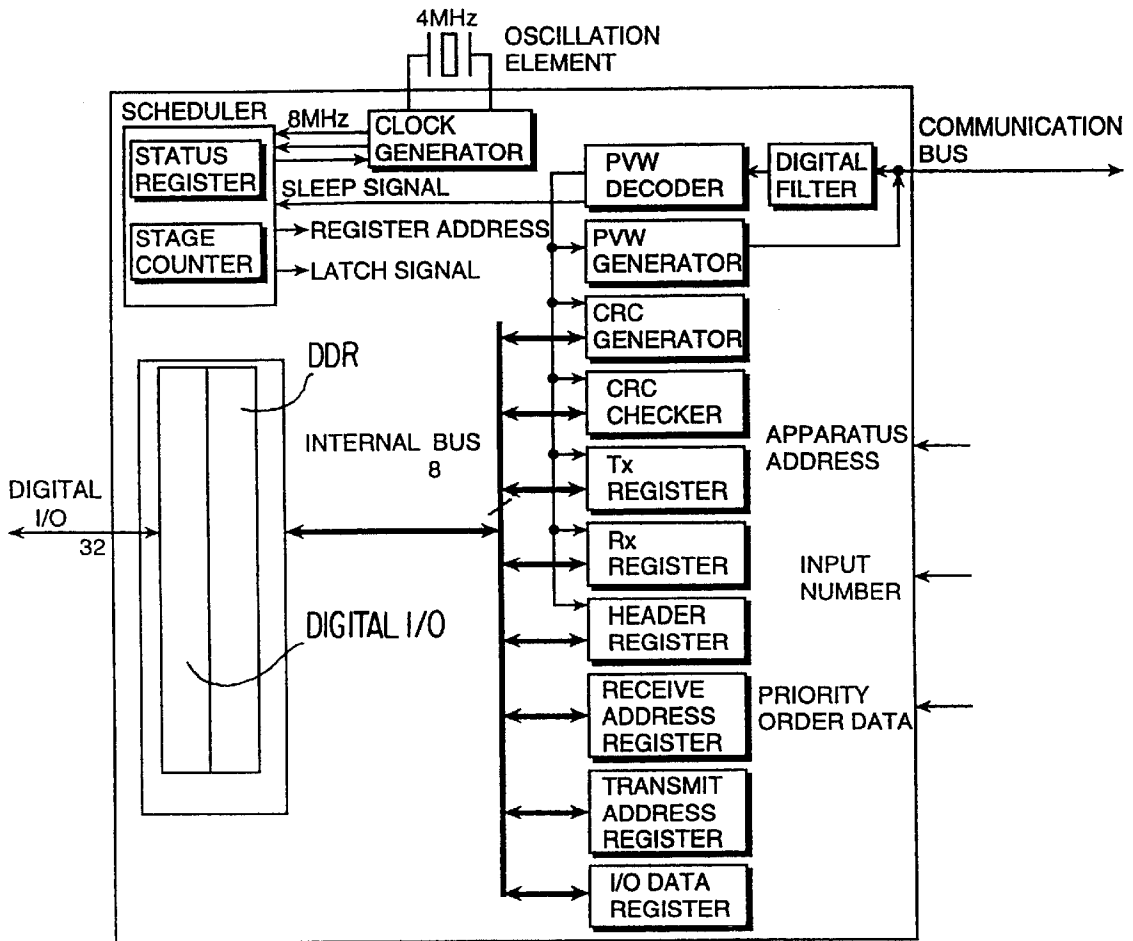 4MHz
OSCILLATION
ELEMENT
SCHEDULER
8MHz
CLOCK
GENERATOR
STATUS
REGISTER
SLEEP SIGNAL
STAGE
COUNTER
REGISTER ADDRESS
LATCH SIGNAL
PVW
DECODER
DIGITAL
FILTER
COMMUNICATION
BUS
PVW
GENERATOR
CRC
GENERATOR
CRC
CHECKER
Tx
REGISTER
Rx
REGISTER
HEADER
REGISTER
RECEIVE
ADDRESS
REGISTER
TRANSMIT
ADDRESS
REGISTER
I/O DATA
REGISTER
DDR
INTERNAL BUS
8
DIGITAL
I/O
32
DIGITAL I/O
APPARATUS
ADDRESS
INPUT
NUMBER
PRIORITY
ORDER DATA